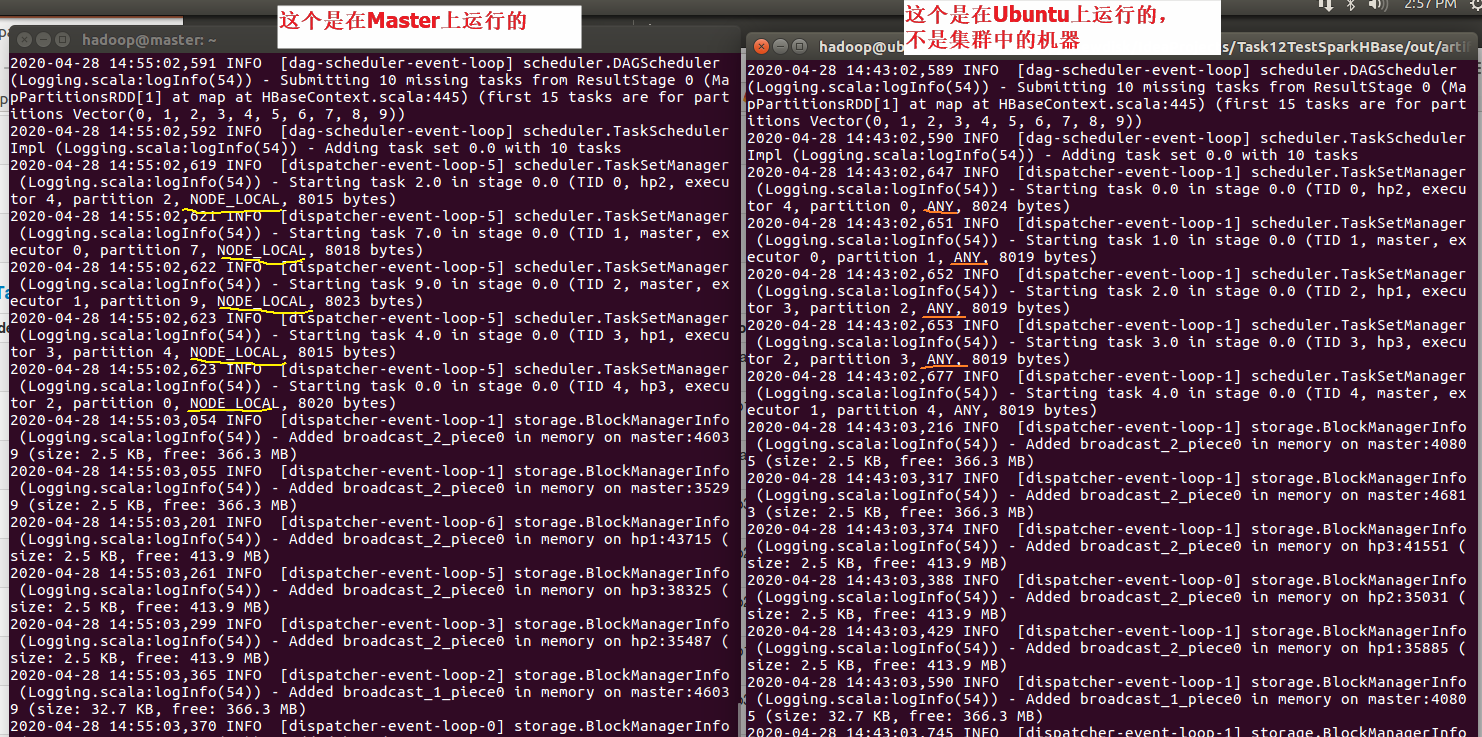 这个是在Master上运行的
这个是在Ubuntu上运行的，
不是集群中的机器
2:57 PM
hadoop@master: ~
2020-04-28 14:55:02,591 INFO  [dag-scheduler-event-loop] scheduler.DAGScheduler
(Logging.scala:logInfo(54)) - Submitting 10 missing tasks from ResultStage 0 (Ma
pPartitionsRDD[1] at map at HBaseContext.scala:445) (first 15 tasks are for part
itions Vector(0, 1, 2, 3, 4, 5, 6, 7, 8, 9))
2020-04-28 14:55:02,592 INFO  [dag-scheduler-event-loop] scheduler.TaskScheduler
Impl (Logging.scala:logInfo(54)) - Adding task set 0.0 with 10 tasks
2020-04-28 14:55:02,619 INFO  [dispatcher-event-loop-5] scheduler.TaskSetManager
 (Logging.scala:logInfo(54)) - Starting task 2.0 in stage 0.0 (TID 0, hp2, execu
tor 4, partition 2, NODE_LOCAL, 8015 bytes)
2020-04-28 14:55:02,621 INFO  [dispatcher-event-loop-5] scheduler.TaskSetManager
 (Logging.scala:logInfo(54)) - Starting task 7.0 in stage 0.0 (TID 1, master, ex
ecutor 0, partition 7, NODE_LOCAL, 8018 bytes)
2020-04-28 14:55:02,622 INFO  [dispatcher-event-loop-5] scheduler.TaskSetManager
 (Logging.scala:logInfo(54)) - Starting task 9.0 in stage 0.0 (TID 2, master, ex
ecutor 1, partition 9, NODE_LOCAL, 8023 bytes)
2020-04-28 14:55:02,623 INFO  [dispatcher-event-loop-5] scheduler.TaskSetManager
 (Logging.scala:logInfo(54)) - Starting task 4.0 in stage 0.0 (TID 3, hp1, execu
tor 3, partition 4, NODE_LOCAL, 8015 bytes)
2020-04-28 14:55:02,623 INFO  [dispatcher-event-loop-5] scheduler.TaskSetManager
 (Logging.scala:logInfo(54)) - Starting task 0.0 in stage 0.0 (TID 4, hp3, execu
tor 2, partition 0, NODE_LOCAL, 8020 bytes)
2020-04-28 14:55:03,054 INFO  [dispatcher-event-loop-1] storage.BlockManagerInfo
 (Logging.scala:logInfo(54)) - Added broadcast_2_piece0 in memory on master:4603
9 (size: 2.5 KB, free: 366.3 MB)
2020-04-28 14:55:03,055 INFO  [dispatcher-event-loop-1] storage.BlockManagerInfo
 (Logging.scala:logInfo(54)) - Added broadcast_2_piece0 in memory on master:3529
9 (size: 2.5 KB, free: 366.3 MB)
2020-04-28 14:55:03,201 INFO  [dispatcher-event-loop-6] storage.BlockManagerInfo
 (Logging.scala:logInfo(54)) - Added broadcast_2_piece0 in memory on hp1:43715 (
size: 2.5 KB, free: 413.9 MB)
2020-04-28 14:55:03,261 INFO  [dispatcher-event-loop-5] storage.BlockManagerInfo
 (Logging.scala:logInfo(54)) - Added broadcast_2_piece0 in memory on hp3:38325 (
size: 2.5 KB, free: 413.9 MB)
2020-04-28 14:55:03,299 INFO  [dispatcher-event-loop-3] storage.BlockManagerInfo
 (Logging.scala:logInfo(54)) - Added broadcast_2_piece0 in memory on hp2:35487 (
size: 2.5 KB, free: 413.9 MB)
2020-04-28 14:55:03,365 INFO  [dispatcher-event-loop-2] storage.BlockManagerInfo
 (Logging.scala:logInfo(54)) - Added broadcast_1_piece0 in memory on master:4603
9 (size: 32.7 KB, free: 366.3 MB)
2020-04-28 14:55:03,370 INFO  [dispatcher-event-loop-0] storage.BlockManagerInfo
hadoop@ub s/Task12TestSparkHBase/out/arti
2020-04-28 14:43:02,589 INFO  [dag-scheduler-event-loop] scheduler.DAGScheduler
(Logging.scala:logInfo(54)) - Submitting 10 missing tasks from ResultStage 0 (Ma
pPartitionsRDD[1] at map at HBaseContext.scala:445) (first 15 tasks are for part
itions Vector(0, 1, 2, 3, 4, 5, 6, 7, 8, 9))
2020-04-28 14:43:02,590 INFO  [dag-scheduler-event-loop] scheduler.TaskScheduler
Impl (Logging.scala:logInfo(54)) - Adding task set 0.0 with 10 tasks
2020-04-28 14:43:02,647 INFO  [dispatcher-event-loop-1] scheduler.TaskSetManager
 (Logging.scala:logInfo(54)) - Starting task 0.0 in stage 0.0 (TID 0, hp2, execu
tor 4, partition 0, ANY, 8024 bytes)
2020-04-28 14:43:02,651 INFO  [dispatcher-event-loop-1] scheduler.TaskSetManager
 (Logging.scala:logInfo(54)) - Starting task 1.0 in stage 0.0 (TID 1, master, ex
ecutor 0, partition 1, ANY, 8019 bytes)
2020-04-28 14:43:02,652 INFO  [dispatcher-event-loop-1] scheduler.TaskSetManager
 (Logging.scala:logInfo(54)) - Starting task 2.0 in stage 0.0 (TID 2, hp1, execu
tor 3, partition 2, ANY, 8019 bytes)
2020-04-28 14:43:02,653 INFO  [dispatcher-event-loop-1] scheduler.TaskSetManager
 (Logging.scala:logInfo(54)) - Starting task 3.0 in stage 0.0 (TID 3, hp3, execu
tor 2, partition 3, ANY, 8019 bytes)
2020-04-28 14:43:02,677 INFO  [dispatcher-event-loop-1] scheduler.TaskSetManager
 (Logging.scala:logInfo(54)) - Starting task 4.0 in stage 0.0 (TID 4, master, ex
ecutor 1, partition 4, ANY, 8019 bytes)
2020-04-28 14:43:03,216 INFO  [dispatcher-event-loop-1] storage.BlockManagerInfo
 (Logging.scala:logInfo(54)) - Added broadcast_2_piece0 in memory on master:4080
5 (size: 2.5 KB, free: 366.3 MB)
2020-04-28 14:43:03,317 INFO  [dispatcher-event-loop-1] storage.BlockManagerInfo
 (Logging.scala:logInfo(54)) - Added broadcast_2_piece0 in memory on master:4681
3 (size: 2.5 KB, free: 366.3 MB)
2020-04-28 14:43:03,374 INFO  [dispatcher-event-loop-1] storage.BlockManagerInfo
 (Logging.scala:logInfo(54)) - Added broadcast_2_piece0 in memory on hp3:41551 (
size: 2.5 KB, free: 413.9 MB)
2020-04-28 14:43:03,388 INFO  [dispatcher-event-loop-0] storage.BlockManagerInfo
 (Logging.scala:logInfo(54)) - Added broadcast_2_piece0 in memory on hp2:35031 (
size: 2.5 KB, free: 413.9 MB)
2020-04-28 14:43:03,429 INFO  [dispatcher-event-loop-1] storage.BlockManagerInfo
 (Logging.scala:logInfo(54)) - Added broadcast_2_piece0 in memory on hp1:35885 (
size: 2.5 KB, free: 413.9 MB)
2020-04-28 14:43:03,590 INFO  [dispatcher-event-loop-1] storage.BlockManagerInfo
 (Logging.scala:logInfo(54)) - Added broadcast_1_piece0 in memory on master:4080
5 (size: 32.7 KB, free: 366.3 MB)
2020-04-28 14:43:03,745 INFO  [dispatcher-event-loop-1] storage.BlockManagerInfo